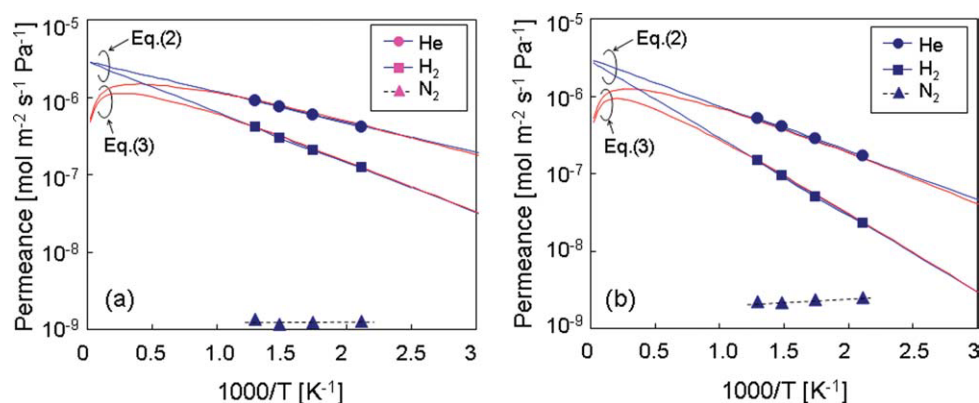 10⁻⁵
10⁻⁶
10⁻⁷
10⁻⁸
10⁻⁹
Permeance [mol m⁻² s⁻¹ Pa⁻¹]
Eq.(2)
Eq.(3)
He
H₂
N₂
(a)
0 0.5 1.0 1.5 2.0 2.5 3.0
1000/T [K⁻¹]
10⁻⁵
10⁻⁶
10⁻⁷
10⁻⁸
10⁻⁹
Permeance [mol m⁻² s⁻¹ Pa⁻¹]
Eq.(2)
Eq.(3)
He
H₂
N₂
(b)
0 0.5 1.0 1.5 2.0 2.5 3
1000/T [K⁻¹]